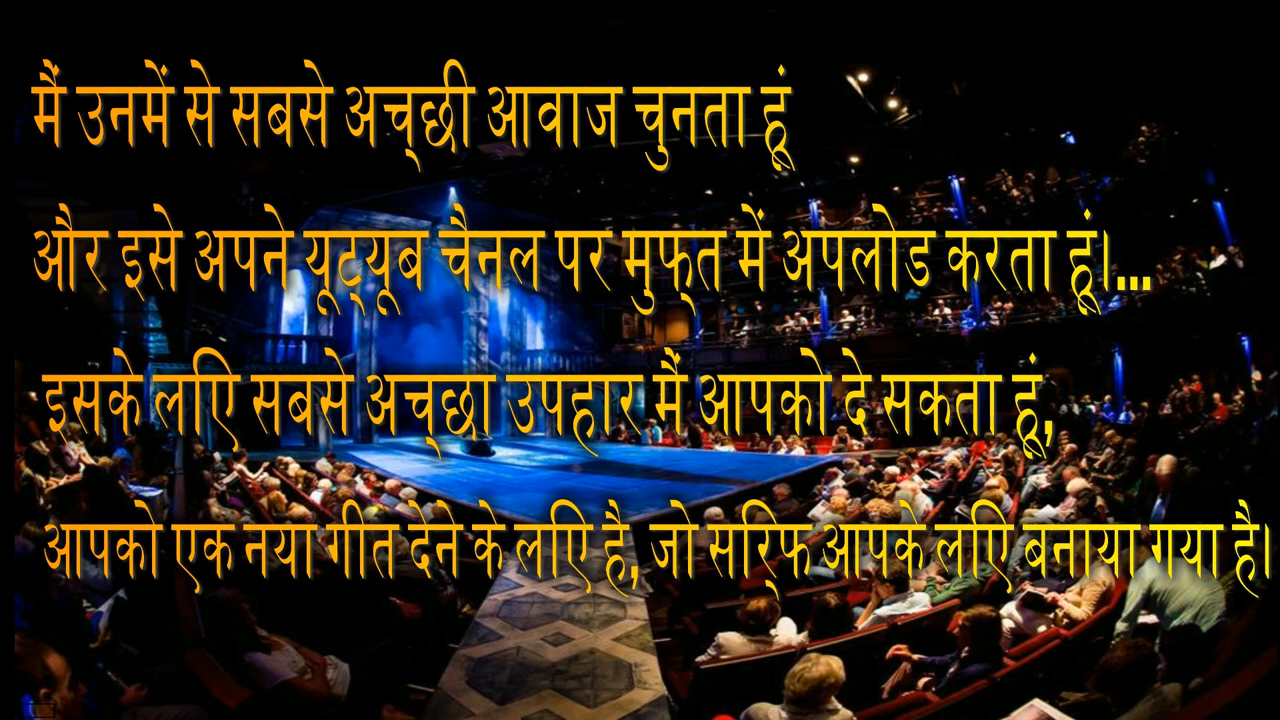 मैं उनमें से सबसे अच्छी आवाज चुनता हूं
और इसे अपने यूट्यूब चैनल पर मुफ्त में अपलोड करता हूं।...
इसके लिए सबसे अच्छा उपहार मैं आपको दे सकता हूं,
आपको एक नया गीत देने के लिए है, जो सिर्फ आपके लिए बनाया गया है।